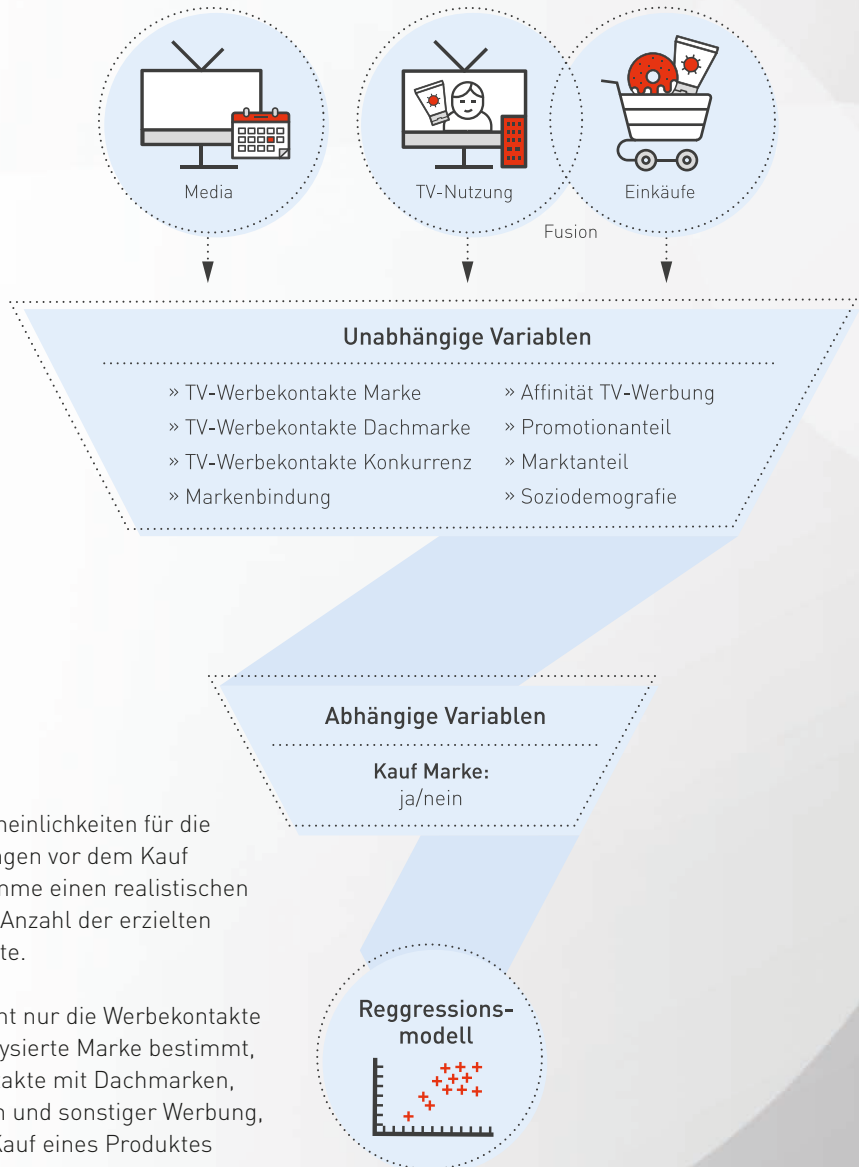 Media
TV-Nutzung
Einkäufe
Fusion
Unabhängige Variablen
» TV-Werbekontakte Marke
» TV-Werbekontakte Dachmarke
» TV-Werbekontakte Konkurrenz
» Markenbindung
» Affinität TV-Werbung
» Promotionanteil
» Marktanteil
» Soziodemografie
Abhängige Variablen
Kauf Marke:
ja/nein
neinlichkeiten für die
ngen vor dem Kauf
mme einen realistischen
Anzahl der erzielten
te.
nt nur die Werbekontakte
ysierte Marke bestimmt,
akte mit Dachmarken,
n und sonstiger Werbung,
Kauf eines Produktes
Reggressions-
modell